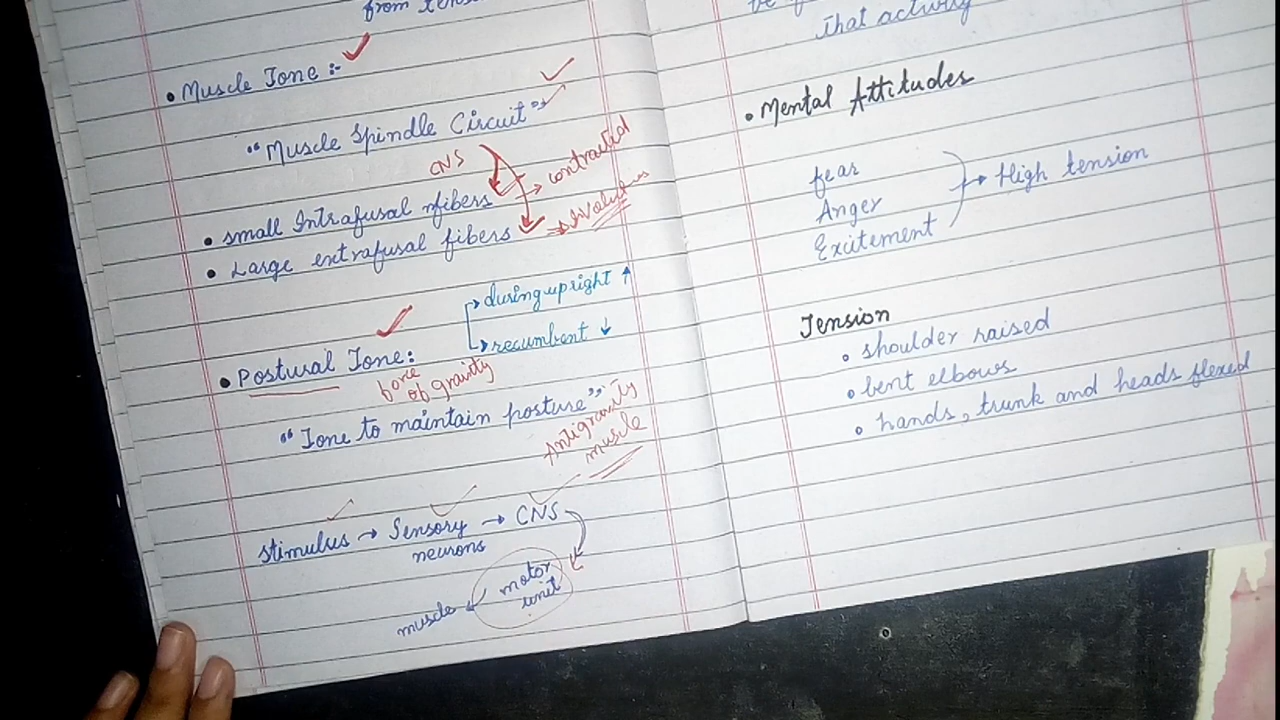 from
• Muscle Tone :-
"Muscle Spindle Circuit"
CNS
→ contracted
• small Intrafusal fibers
• Large extrafusal fibers
→ during upright ↑
→ recumbent ↓
• Postural Tone:
force
of gravity
"Tone to maintain posture"
Antigravity
muscle
stimulus → Sensory → CNS
neurons
motor
unit
muscle
That activity
• Mental Attitudes
fear
Anger
Excitement
→ High tension
Tension
• shoulder raised
• bent elbows
• hands, trunk and heads flexed